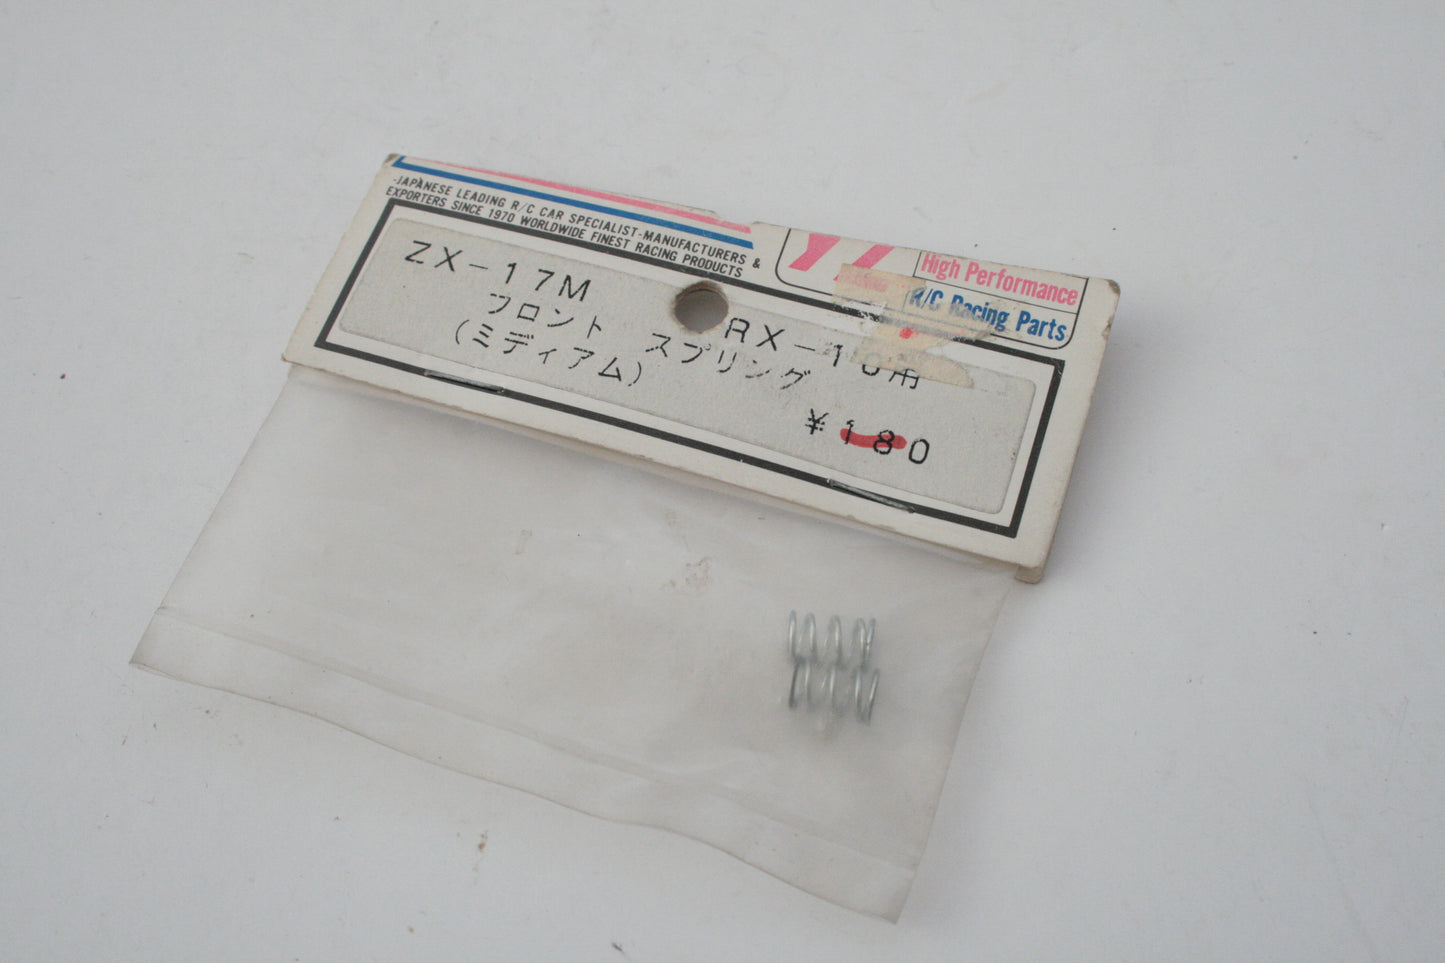 -JAPANESE LEADING R/C CAR SPECIALIST-MANUFACTURERS &
EXPORTERS SINCE 1970 WORLDWIDE FINEST RACING PRODUCTS
High Performance
R/C Racing Parts
ZX-17M
RX-10用
フロント スプリング
(ミディアム)
¥180